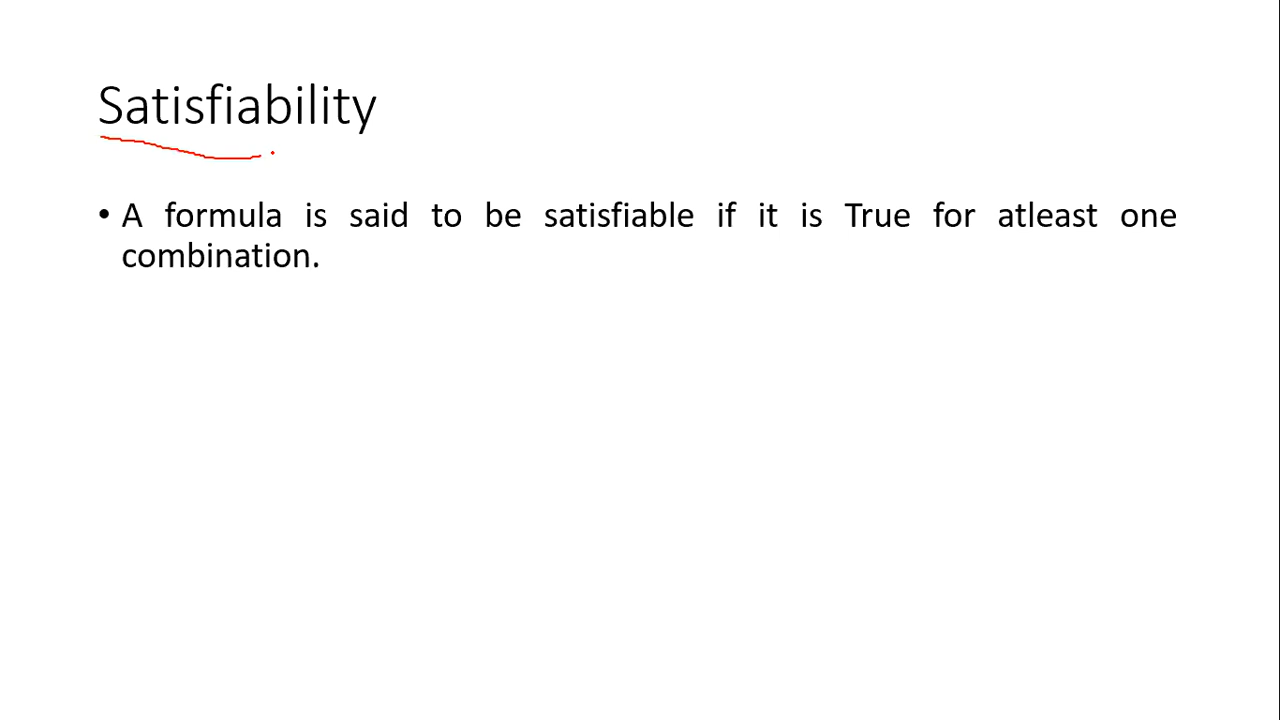 Satisfiability
• A formula is said to be satisfiable if it is True for atleast one
combination.